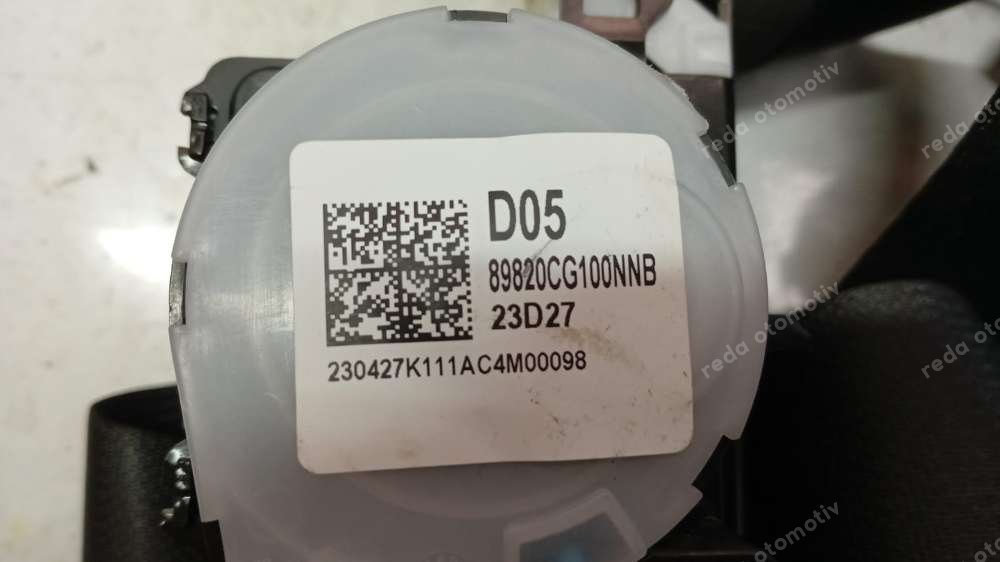 D05
89820CG100NNB
23D27
230427K111AC4M00098
reda otomotiv
reda otomotiv
reda otomotiv
reda otomotiv